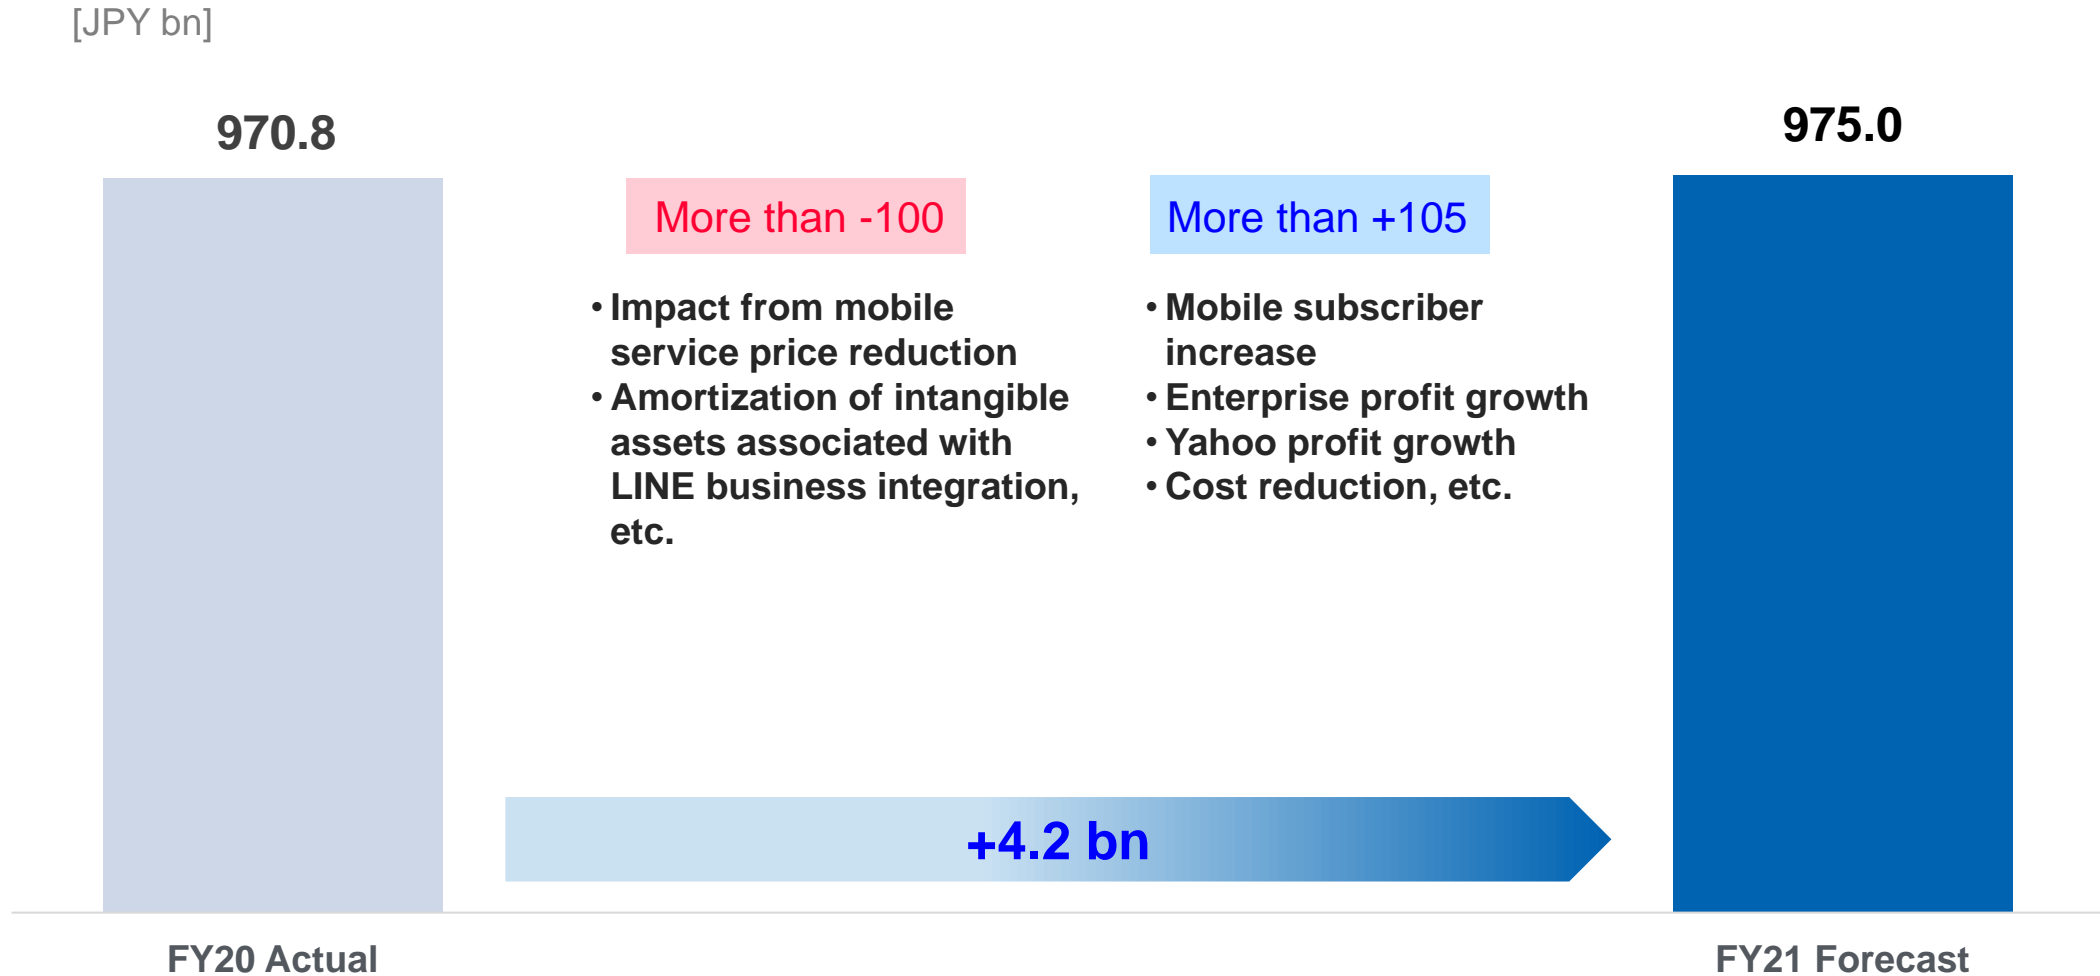 [JPY bn]
970.8
975.0
More than -100
More than +105
• Impact from mobile
service price reduction
• Amortization of intangible
assets associated with
LINE business integration,
etc.
• Mobile subscriber
increase
• Enterprise profit growth
• Yahoo profit growth
• Cost reduction, etc.
+4.2 bn
FY20 Actual
FY21 Forecast